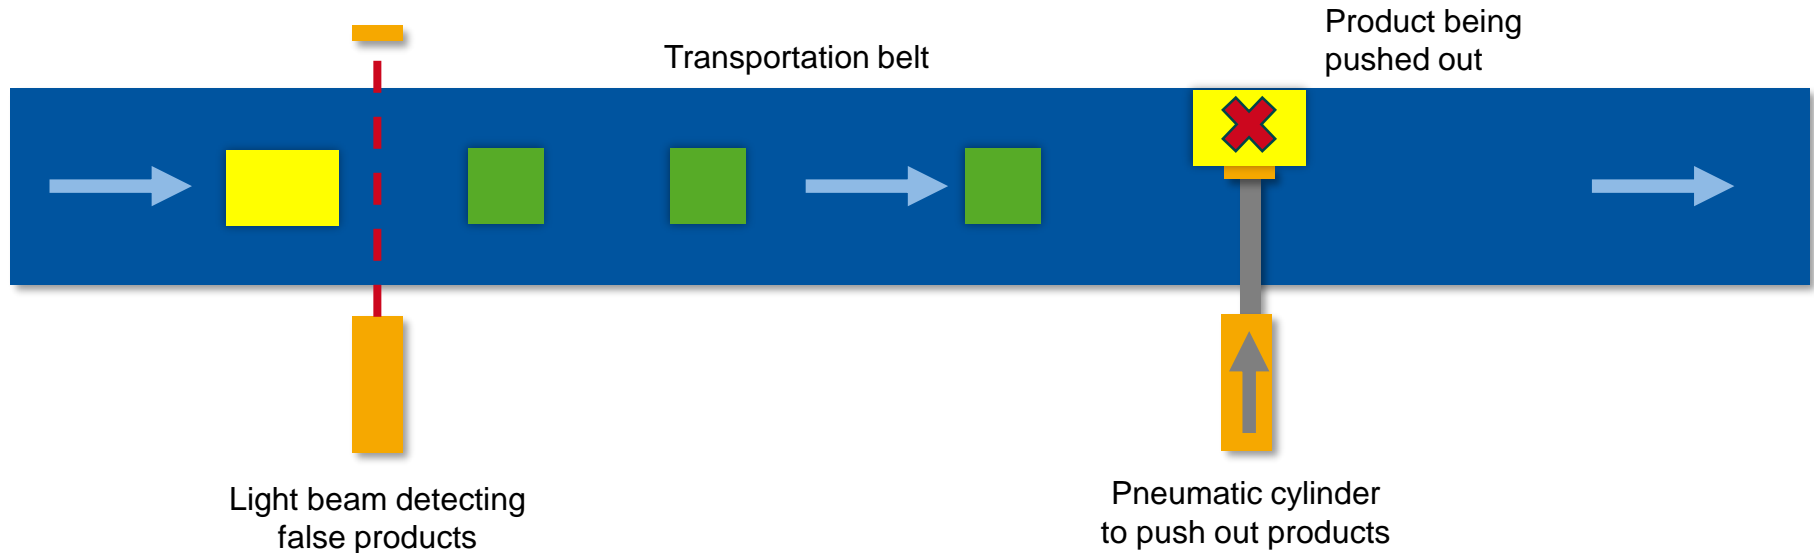 Transportation belt
Product being
pushed out
Light beam detecting
false products
Pneumatic cylinder
to push out products